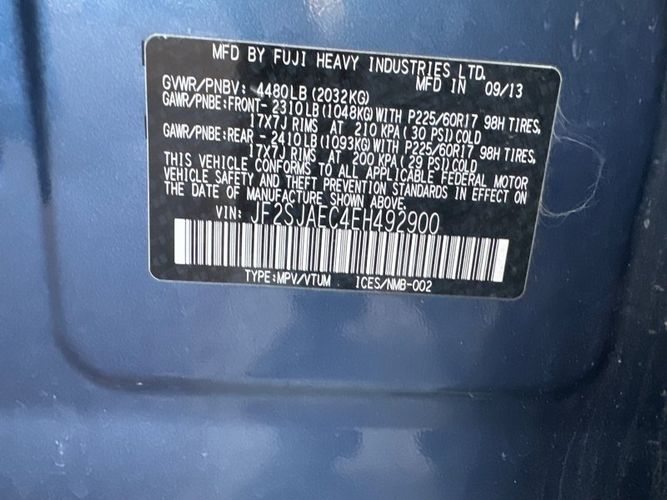 MFD BY FUJI HEAVY INDUSTRIES LTD.
GVWR/PNBV: 4480LB (2032KG) MFD IN 09/13
GAWR/PNBE:FRONT- 2310LB (1048KG) WITH P225/60R17 98H TIRES,
17X7J RIMS AT 210 KPA (30 PSI) COLD
GAWR/PNBE:REAR - 2410LB (1093KG) WITH P225/60R17 98H TIRES,
17X7J RIMS AT 200 KPA (29 PSI) COLD
THIS VEHICLE CONFORMS TO ALL APPLICABLE FEDERAL MOTOR
VEHICLE SAFETY AND THEFT PREVENTION STANDARDS IN EFFECT ON
THE DATE OF MANUFACTURE SHOWN ABOVE.
VIN: JF2SJAEC4EH492900
TYPE:MPV/VTUM ICES/NMB-002